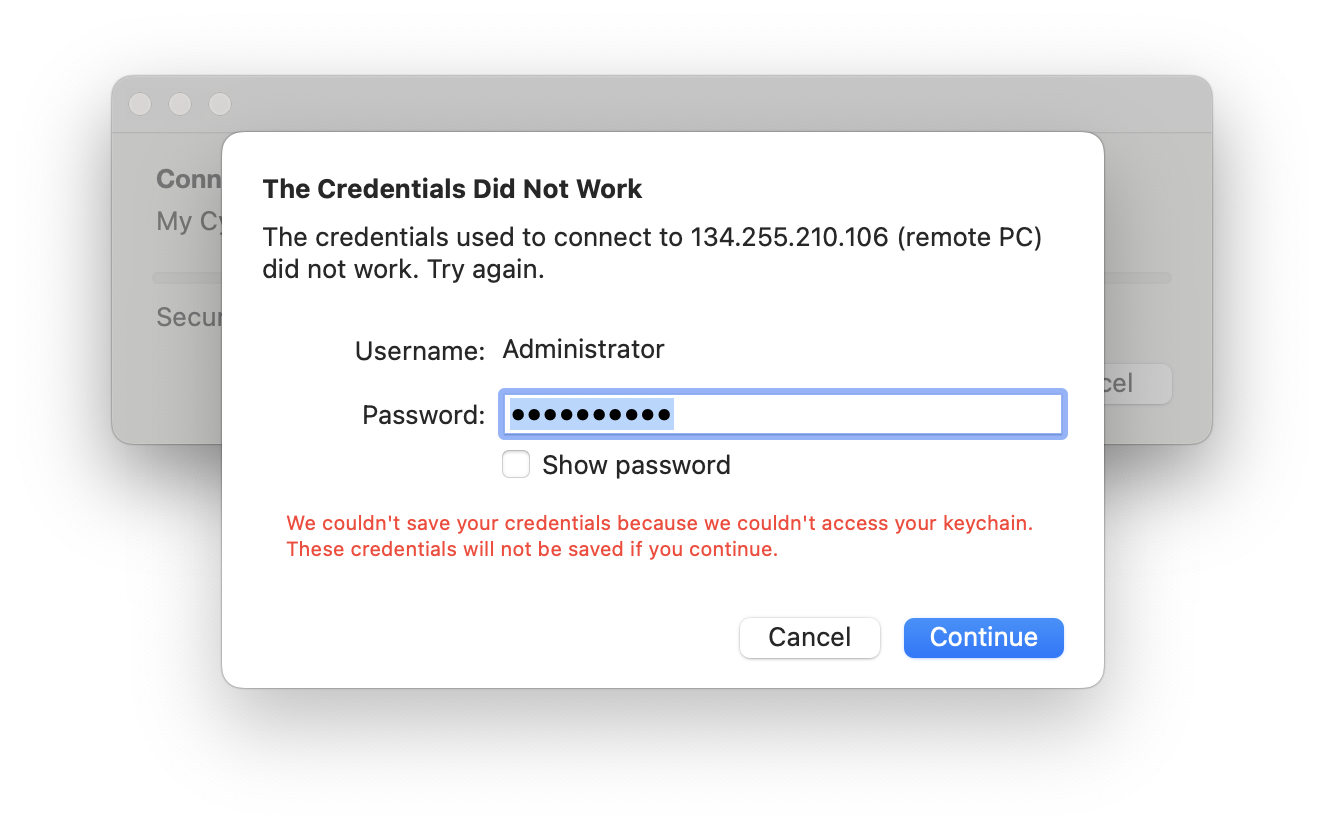 The Credentials Did Not Work
The credentials used to connect to 134.255.210.106 (remote PC)
did not work. Try again.
Username: Administrator
Password: ••••••••••
Show password
We couldn't save your credentials because we couldn't access your keychain.
These credentials will not be saved if you continue.
Cancel
Continue
Conn
My Cy
Secur
cel